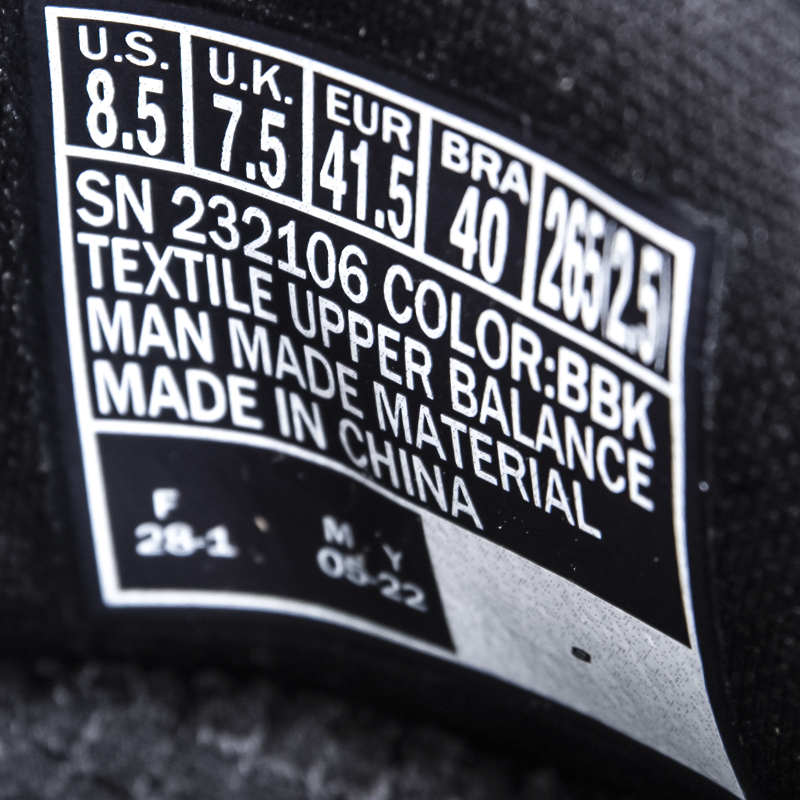 U.S. U.K. EUR BRA 265(2.5)
8.5 7.5 41.5 40
SN 232106 COLOR:BBK
TEXTILE UPPER BALANCE
MAN MADE MATERIAL
MADE IN CHINA
F M Y
28-1 05-22